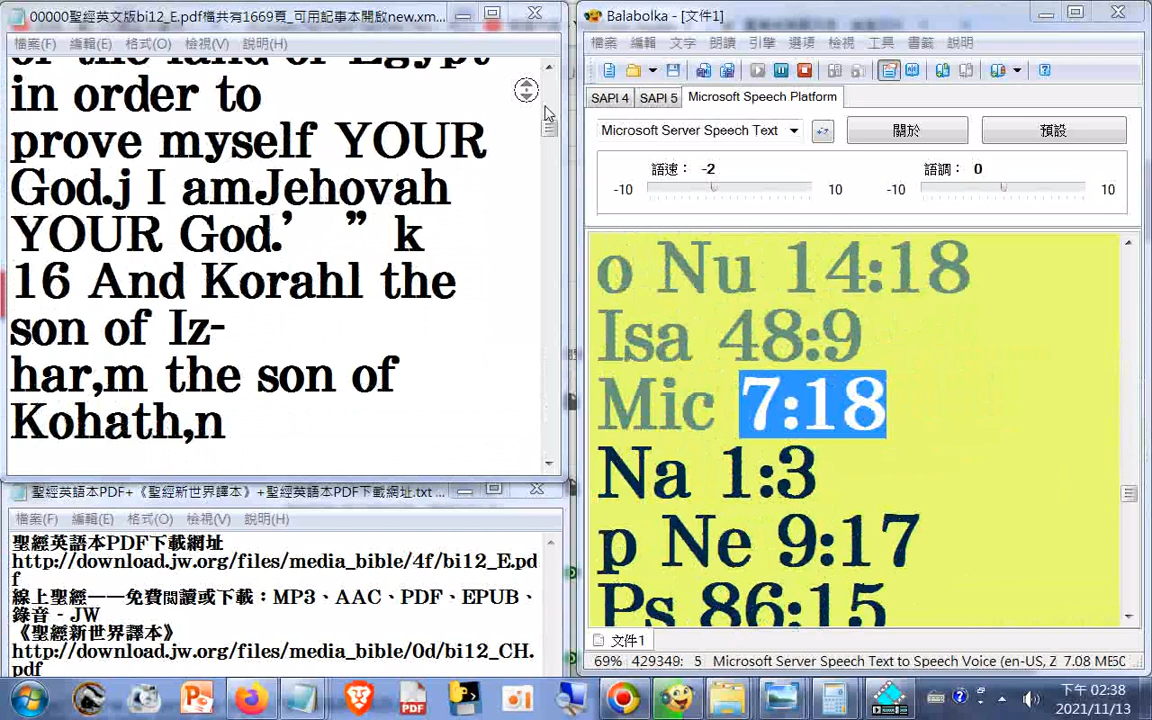 00000聖經英文版bi12_E.pdf檔共有1669頁_可用記事本開啟new.xm...
檔案(F) 編輯(E) 格式(O) 檢視(V) 說明(H)
of the land of Egypt
in order to
prove myself YOUR
God.j I amJehovah
YOUR God.’ ” k
16 And Korahl the
son of Iz-
har,m the son of
Kohath,n
聖經英語本PDF+《聖經新世界譯本》+聖經英語本PDF下載網址.txt ...
檔案(F) 編輯(E) 格式(O) 檢視(V) 說明(H)
聖經英語本PDF下載網址
http://download.jw.org/files/media_bible/4f/bi12_E.pd
f
線上聖經──免費閱讀或下載：MP3、AAC、PDF、EPUB、
錄音 - JW
《聖經新世界譯本》
http://download.jw.org/files/media_bible/0d/bi12_CH.
pdf
Balabolka - [文件1]
檔案 編輯 文字 朗讀 引擎 選項 檢視 工具 書籤 說明
SAPI 4 SAPI 5 Microsoft Speech Platform
Microsoft Server Speech Text 關於 預設
語速： -2 語調： 0
-10 10 -10 10
o Nu 14:18
Isa 48:9
Mic 7:18
Na 1:3
p Ne 9:17
Ps 86:15
文件1
69% 429349: 5 Microsoft Server Speech Text to Speech Voice (en-US, Z 7.08 ME5C
下午 02:38
2021/11/13